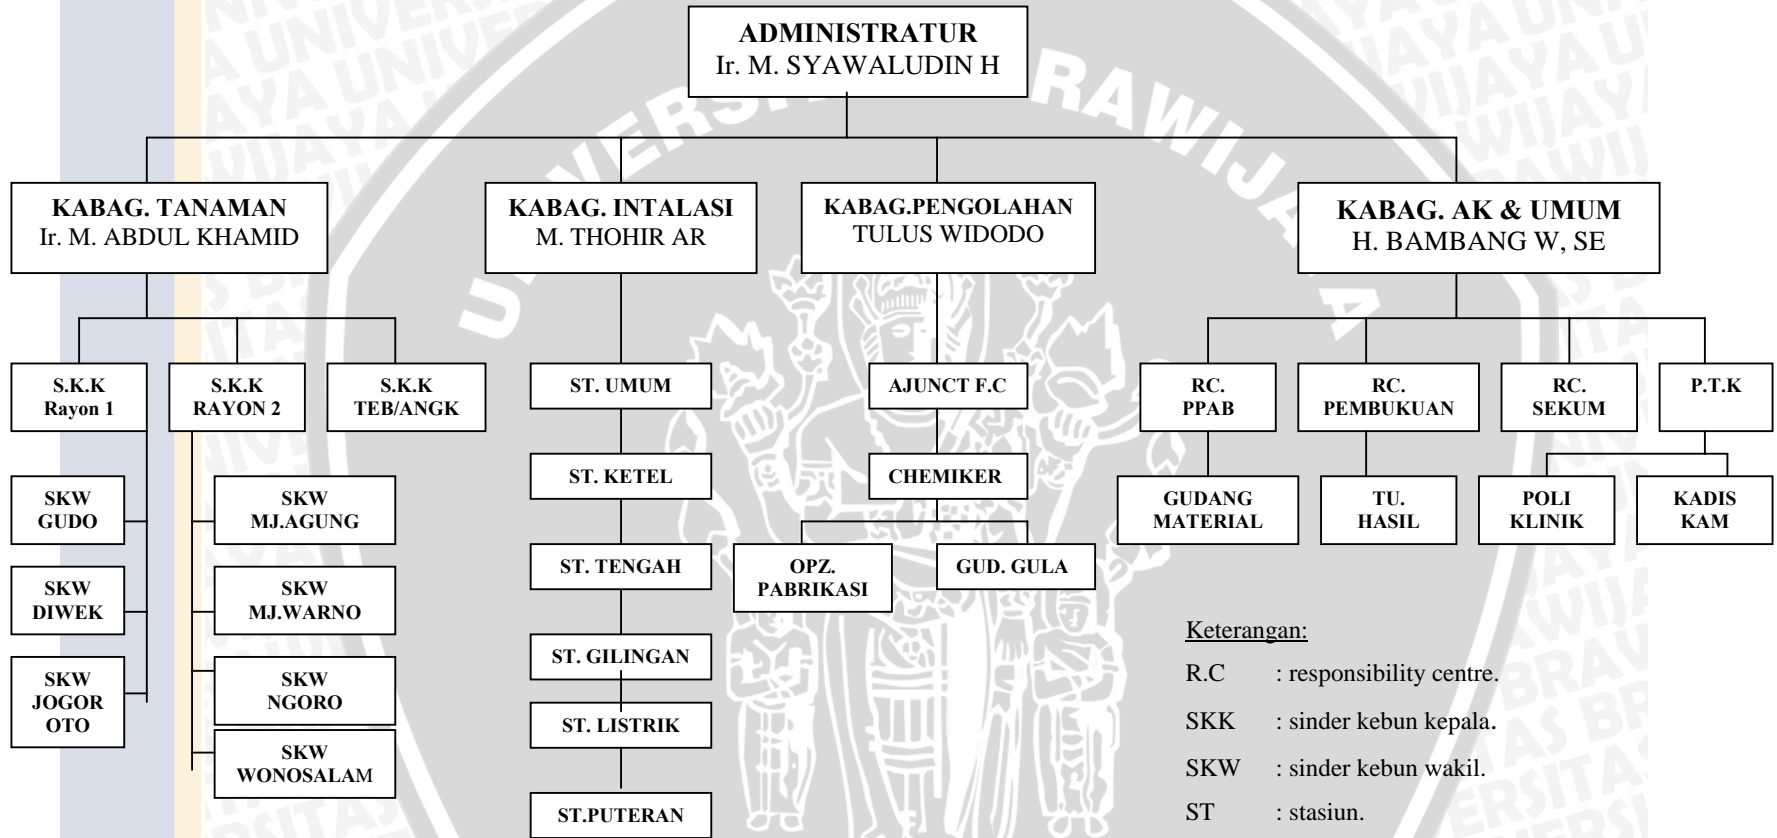 ADMINISTRATUR
Ir. M. SYAWALUDIN H
UNIVERSITAS BRAWIJAYA
KABAG. TANAMAN
Ir. M. ABDUL KHAMID
KABAG. INTALASI
M. THOHIR AR
KABAG.PENGOLAHAN
TULUS WIDODO
KABAG. AK & UMUM
H. BAMBANG W, SE
S.K.K
Rayon 1
S.K.K
RAYON 2
S.K.K
TEB/ANGK
ST. UMUM
AJUNCT F.C
RC.
PPAB
RC.
PEMBUKUAN
RC.
SEKUM
P.T.K
SKW
GUDO
SKW
MJ.AGUNG
ST. KETEL
CHEMIKER
GUDANG
MATERIAL
TU.
HASIL
POLI
KLINIK
KADIS
KAM
SKW
DIWEK
SKW
MJ.WARNO
ST. TENGAH
OPZ.
PABRIKASI
GUD. GULA
SKW
JOGOR
OTO
SKW
NGORO
ST. GILINGAN
SKW
WONOSALAM
ST. LISTRIK
ST.PUTERAN
Keterangan:
R.C : responsibility centre.
SKK : sinder kebun kepala.
SKW : sinder kebun wakil.
ST : stasiun.